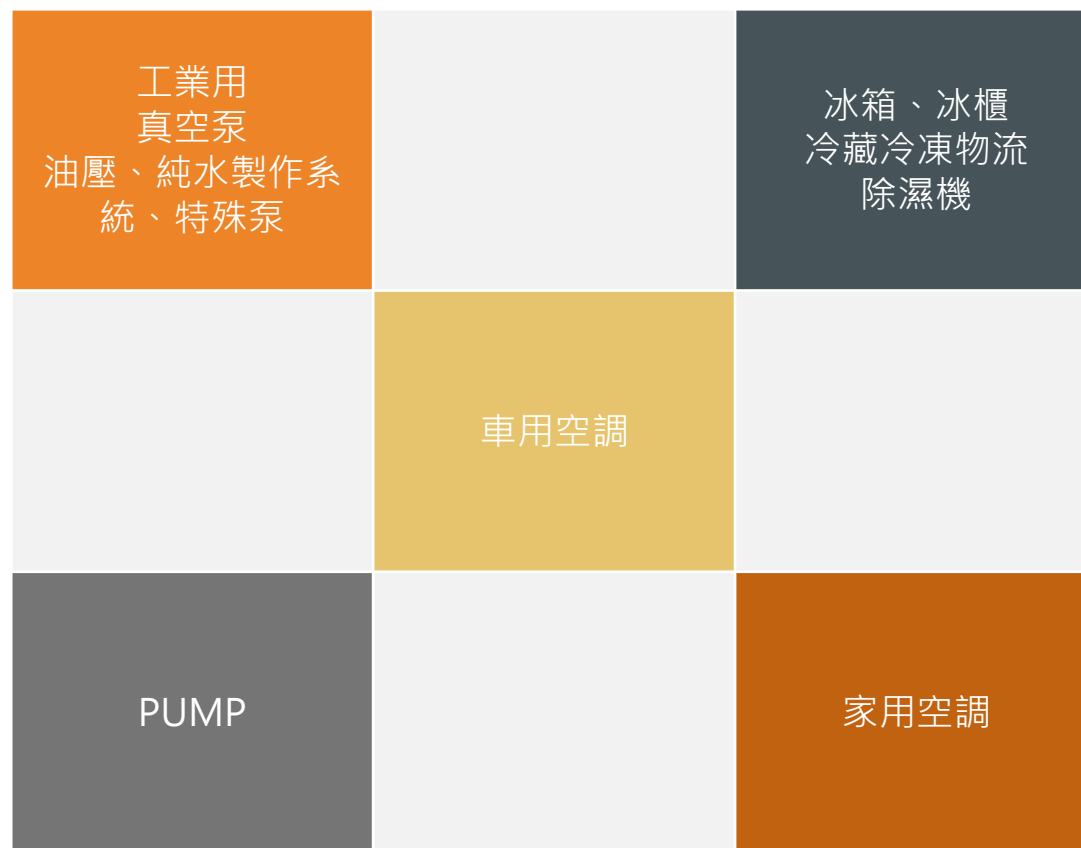 工業用
真空泵
油壓、純水製作系
統、特殊泵
冰箱、冰櫃
冷藏冷凍物流
除濕機
車用空調
PUMP
家用空調